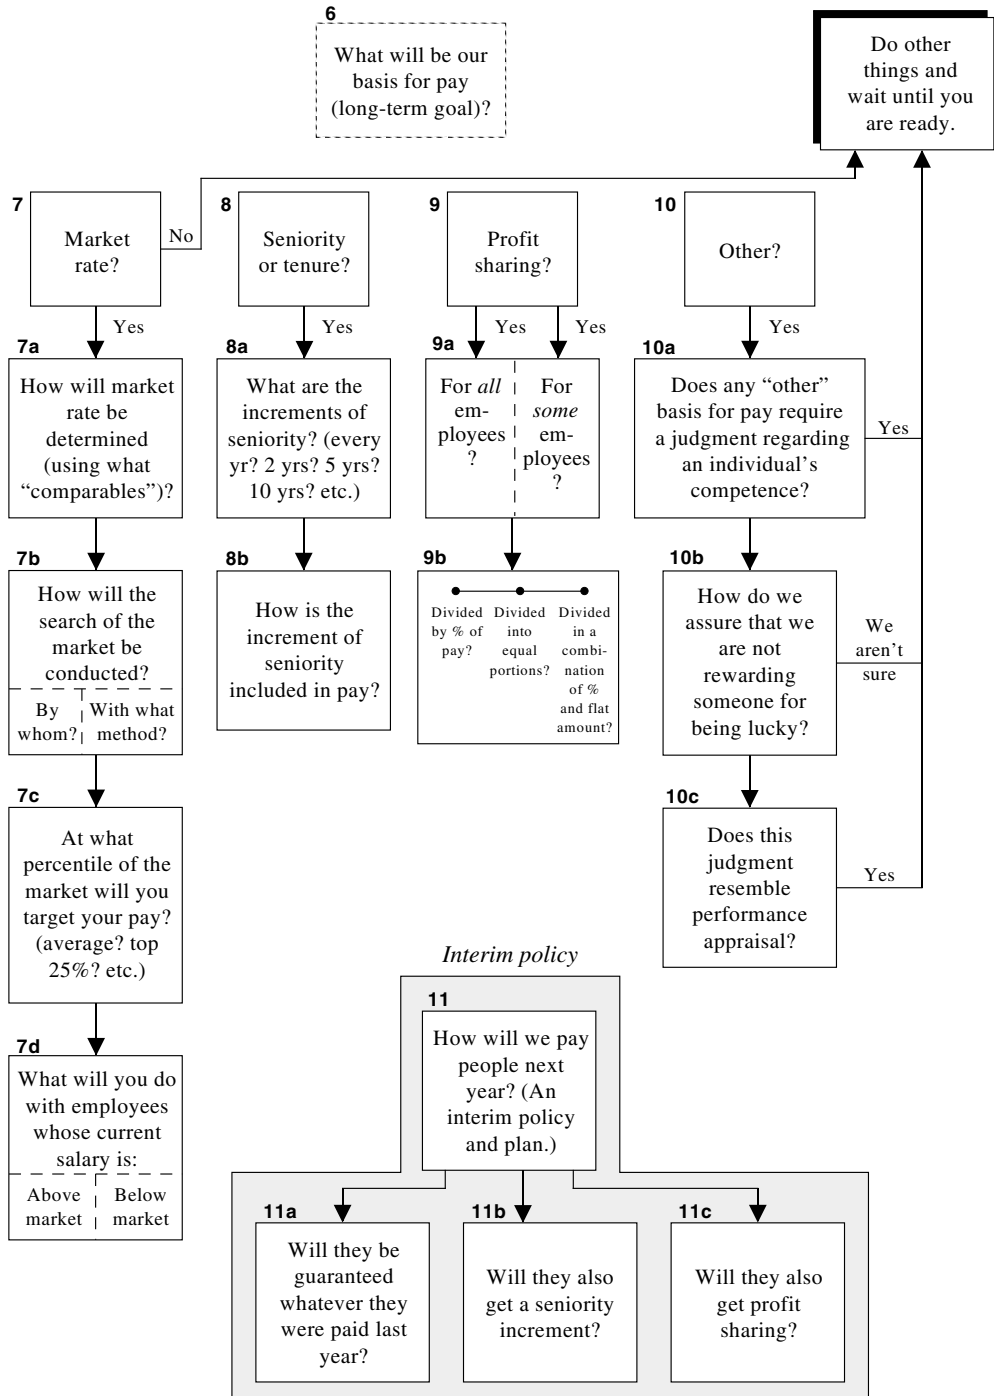 6
What will be our
basis for pay
(long-term goal)?
Do other
things and
wait until you
are ready.
7
Market
rate?
No
8
Seniority
or tenure?
9
Profit
sharing?
10
Other?
Yes
Yes
Yes
Yes
Yes
7a
How will market
rate be
determined
(using what
“comparables”)?
8a
What are the
increments of
seniority? (every
yr? 2 yrs? 5 yrs?
10 yrs? etc.)
9a
For all
em-
ployees
?
For
some
em-
ployees
?
10a
Does any “other”
basis for pay require
a judgment regarding
an individual's
competence?
Yes
7b
How will the
search of the
market be
conducted?
By
whom?
With what
method?
8b
How is the
increment of
seniority
included in pay?
9b
Divided
by % of
pay?
Divided
into
equal
portions?
Divided
in a
combi-
nation
of %
and flat
amount?
10b
How do we
assure that we
are not
rewarding
someone for
being lucky?
We
aren't
sure
7c
At what
percentile of the
market will you
target your pay?
(average? top
25%? etc.)
10c
Does this
judgment
resemble
performance
appraisal?
Yes
7d
What will you do
with employees
whose current
salary is:
Above
market
Below
market
Interim policy
11
How will we pay
people next
year? (An
interim policy
and plan.)
11a
Will they be
guaranteed
whatever they
were paid last
year?
11b
Will they also
get a seniority
increment?
11c
Will they also
get profit
sharing?